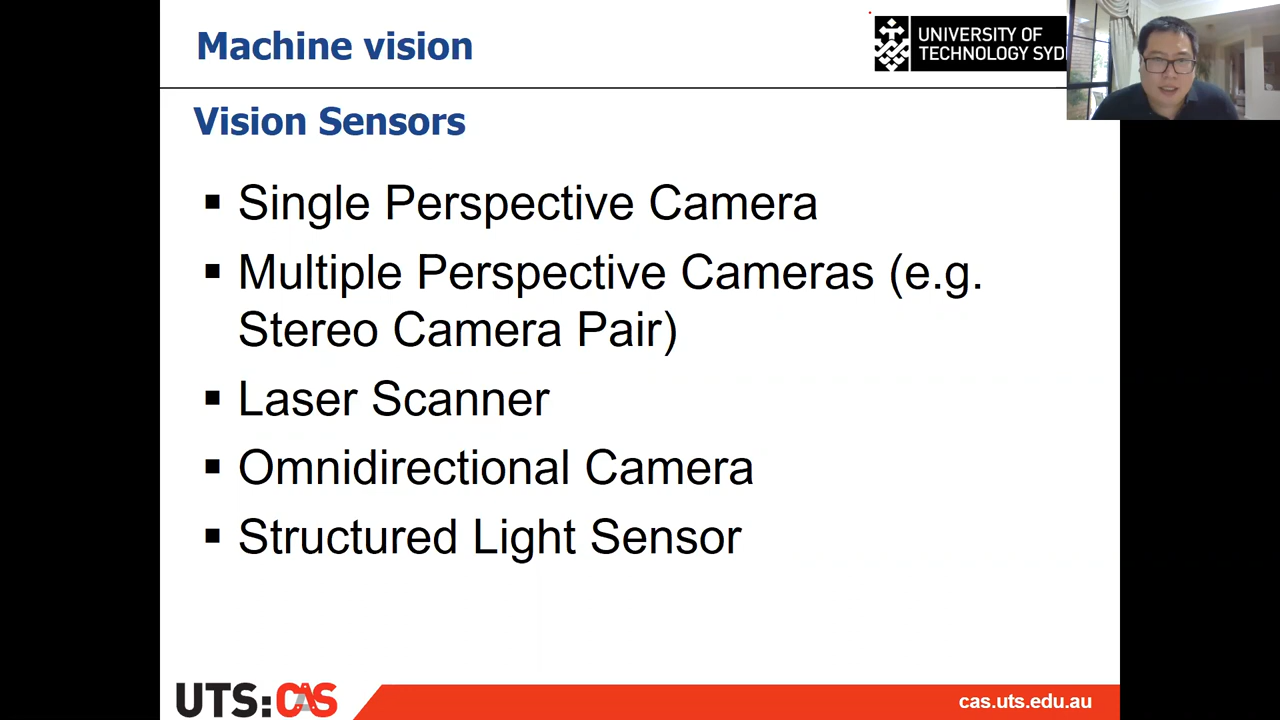 Machine vision
UNIVERSITY OF
TECHNOLOGY SYD
Vision Sensors
▪ Single Perspective Camera
▪ Multiple Perspective Cameras (e.g.
Stereo Camera Pair)
▪ Laser Scanner
▪ Omnidirectional Camera
▪ Structured Light Sensor
UTS:CAS
cas.uts.edu.au